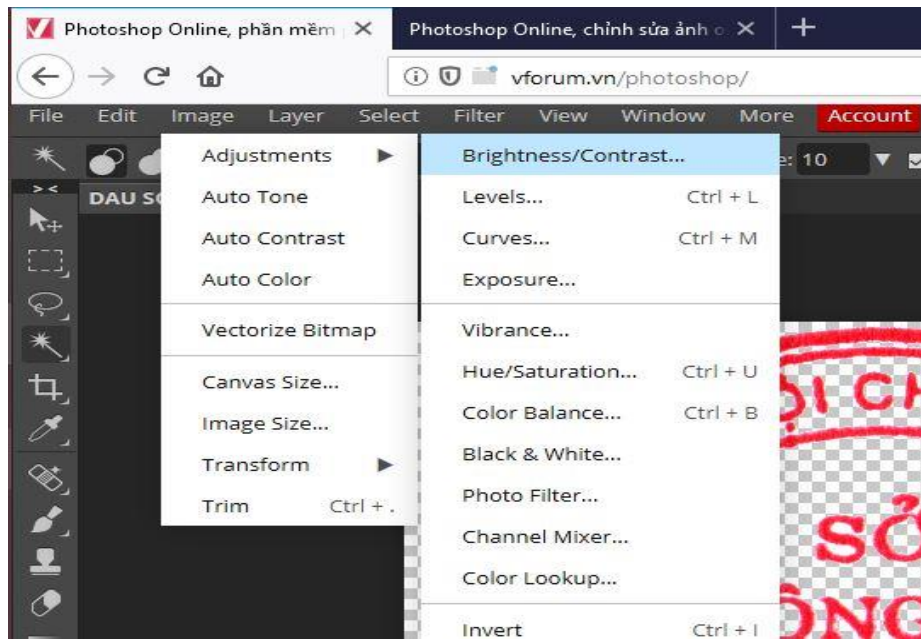 Photoshop Online, phần mềm
Photoshop Online, chỉnh sửa ảnh o
vforum.vn/photoshop/
File Edit Image Layer Select Filter View Window More Account
: 10
DAU SO
Adjustments
Auto Tone
Auto Contrast
Auto Color
Vectorize Bitmap
Canvas Size...
Image Size...
Transform
Trim Ctrl + .
Brightness/Contrast...
Levels... Ctrl + L
Curves... Ctrl + M
Exposure...
Vibrance...
Hue/Saturation... Ctrl + U
Color Balance... Ctrl + B
Black & White...
Photo Filter...
Channel Mixer...
Color Lookup...
Invert Ctrl + I
SỞ